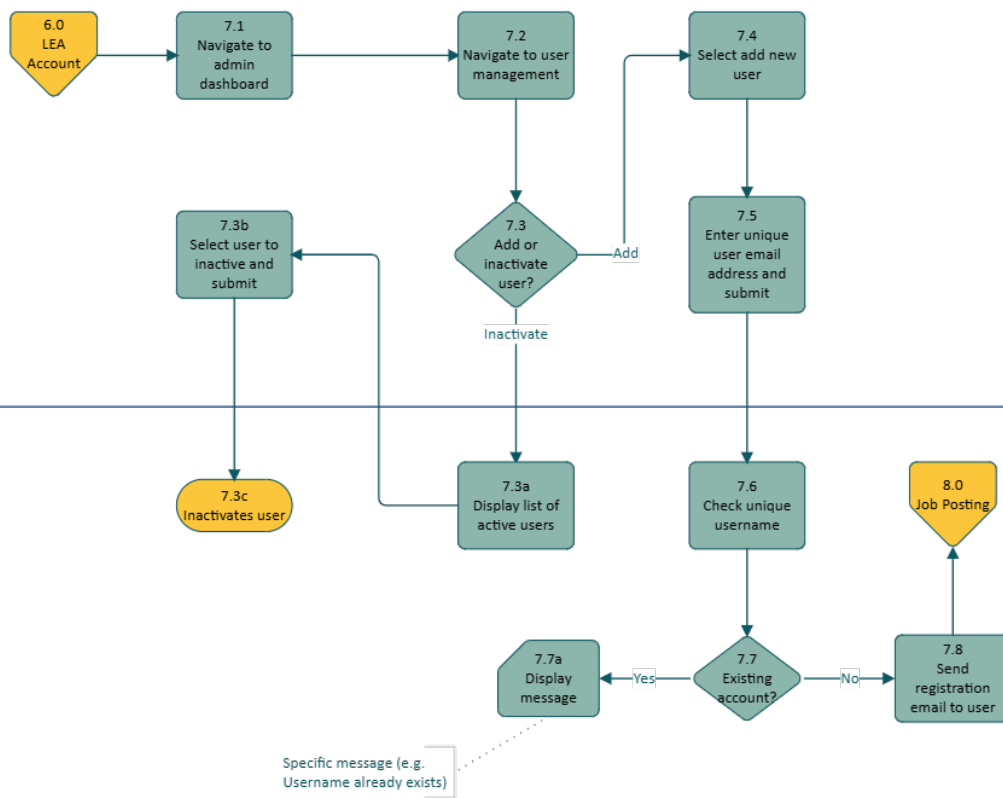 6.0
LEA
Account
7.1
Navigate to
admin
dashboard
7.2
Navigate to user
management
7.4
Select add new
user
7.3b
Select user to
inactive and
submit
7.3
Add or
inactivate
user?
Add
7.5
Enter unique
user email
address and
submit
Inactivate
7.3c
Inactivates user
7.3a
Display list of
active users
7.6
Check unique
username
8.0
Job Posting
7.7a
Display
message
Yes
7.7
Existing
account?
No
7.8
Send
registration
email to user
Specific message (e.g.
Username already exists)